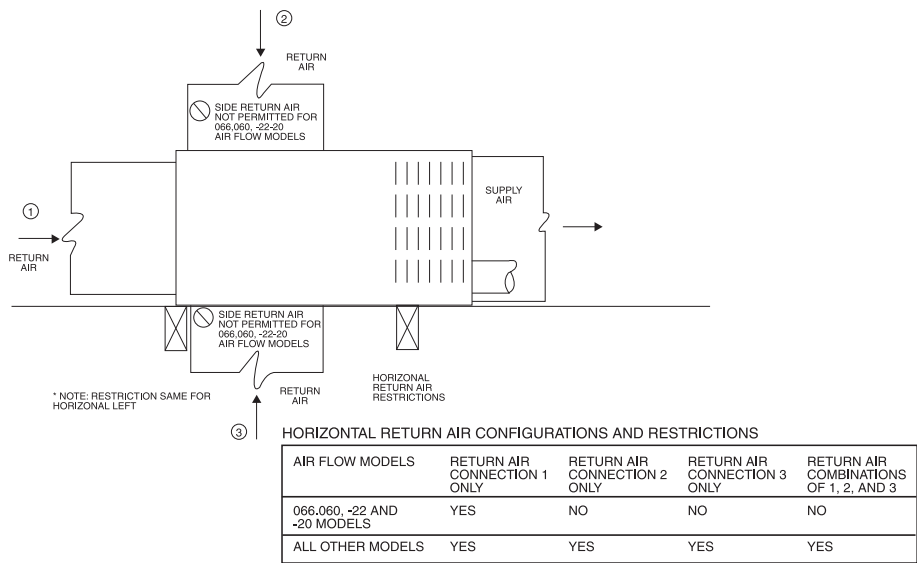 ②
RETURN
AIR
SIDE RETURN AIR
NOT PERMITTED FOR
066,060, -22-20
AIR FLOW MODELS
①
RETURN
AIR
SUPPLY
AIR
SIDE RETURN AIR
NOT PERMITTED FOR
066,060, -22-20
AIR FLOW MODELS
* NOTE: RESTRICTION SAME FOR
HORIZONAL LEFT
RETURN
AIR
③
HORIZONAL
RETURN AIR
RESTRICTIONS
HORIZONTAL RETURN AIR CONFIGURATIONS AND RESTRICTIONS
AIR FLOW MODELS
RETURN AIR
CONNECTION 1
ONLY
RETURN AIR
CONNECTION 2
ONLY
RETURN AIR
CONNECTION 3
ONLY
RETURN AIR
COMBINATIONS
OF 1, 2, AND 3
066.060, -22 AND
-20 MODELS
YES
NO
NO
NO
ALL OTHER MODELS
YES
YES
YES
YES